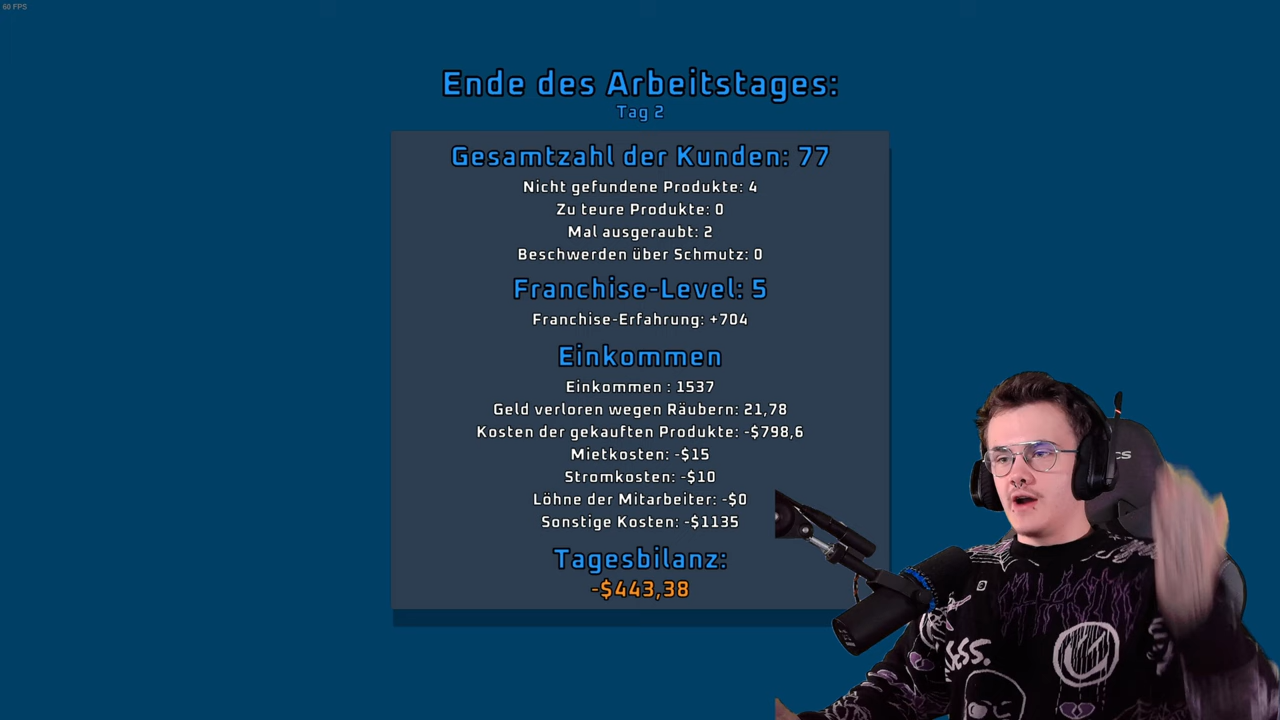 60 FPS
Ende des Arbeitstages:
Tag 2
Gesamtzahl der Kunden: 77
Nicht gefundene Produkte: 4
Zu teure Produkte: 0
Mal ausgeraubt: 2
Beschwerden über Schmutz: 0
Franchise-Level: 5
Franchise-Erfahrung: +704
Einkommen
Einkommen : 1537
Geld verloren wegen Räubern: 21,78
Kosten der gekauften Produkte: -$798,6
Mietkosten: -$15
Stromkosten: -$10
Löhne der Mitarbeiter: -$0
Sonstige Kosten: -$1135
Tagesbilanz:
-$443,38